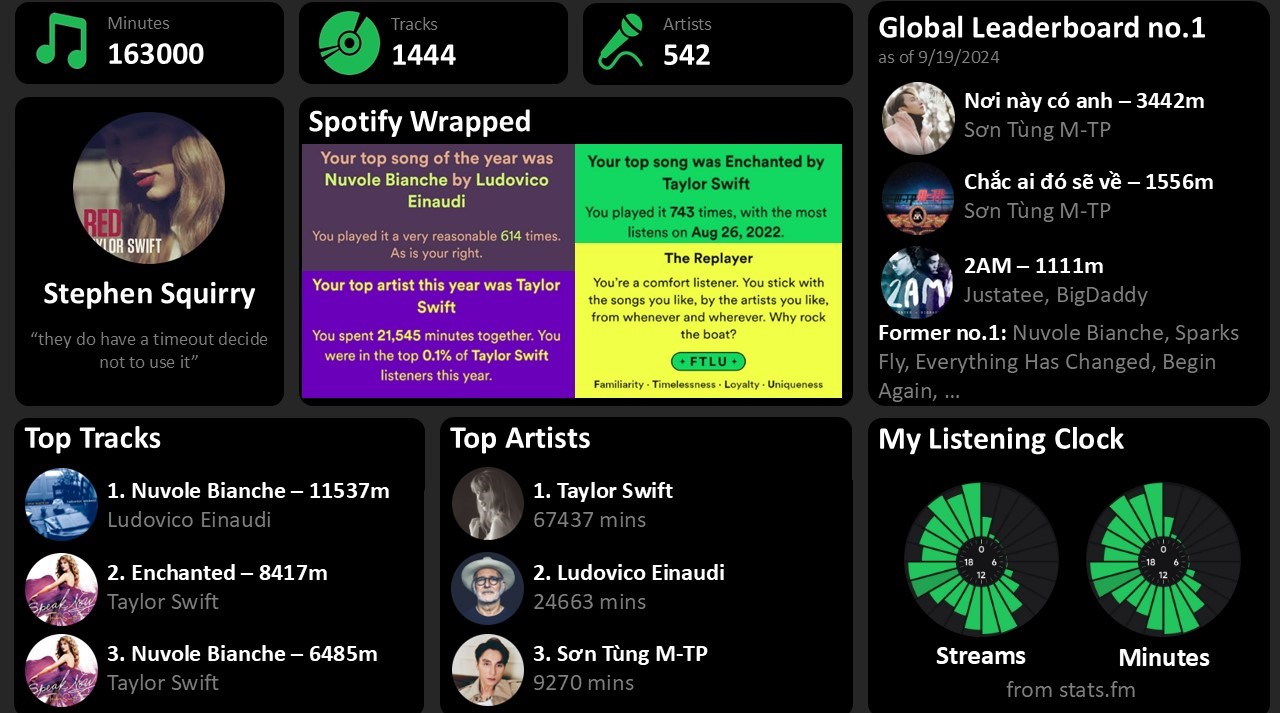 Minutes
163000
Tracks
1444
Artists
542
Global Leaderboard no.1
as of 9/19/2024
Nơi này có anh – 3442m
Sơn Tùng M-TP
Chắc ai đó sẽ về – 1556m
Sơn Tùng M-TP
2AM
2AM – 1111m
Justatee, BigDaddy
Former no.1: Nuvole Bianche, Sparks
Fly, Everything Has Changed, Begin
Again, ...
RED
TAYLOR SWIFT
Stephen Squirry
“they do have a timeout decide
not to use it”
Spotify Wrapped
Your top song of the year was
Nuvole Bianche by Ludovico
Einaudi
You played it a very reasonable 614 times.
As is your right.
Your top song was Enchanted by
Taylor Swift
You played it 743 times, with the most
listens on Aug 26, 2022.
Your top artist this year was Taylor
Swift
You spent 21,545 minutes together. You
were in the top 0.1% of Taylor Swift
listeners this year.
The Replayer
You’re a comfort listener. You stick with
the songs you like, by the artists you like,
from whenever and wherever. Why rock
the boat?
FTLU
Familiarity · Timelessness · Loyalty · Uniqueness
Top Tracks
1. Nuvole Bianche – 11537m
Ludovico Einaudi
Speak Now
2. Enchanted – 8417m
Taylor Swift
Speak Now
3. Nuvole Bianche – 6485m
Taylor Swift
Top Artists
1. Taylor Swift
67437 mins
2. Ludovico Einaudi
24663 mins
3. Sơn Tùng M-TP
9270 mins
My Listening Clock
0
18 6
12
0
18 6
12
Streams
Minutes
from stats.fm